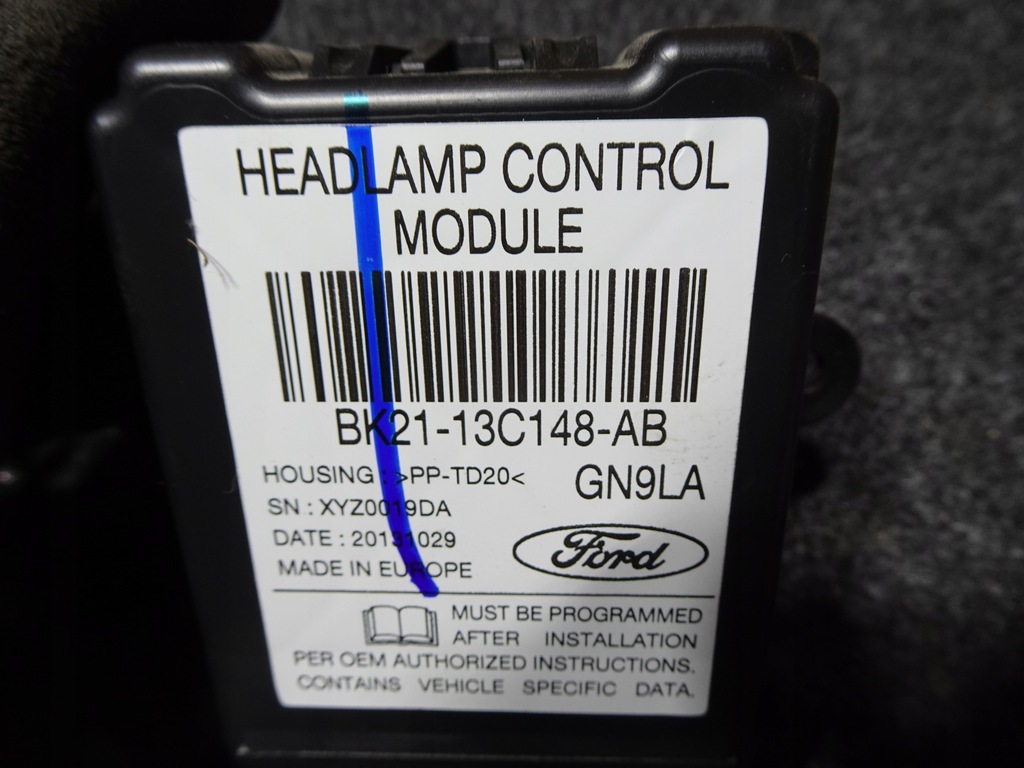 HEADLAMP CONTROL
MODULE
BK21-13C148-AB
HOUSING : >PP-TD20<
GN9LA
SN : XYZ0019DA
DATE : 20131029
Ford
MADE IN EUROPE
MUST BE PROGRAMMED
AFTER INSTALLATION
PER OEM AUTHORIZED INSTRUCTIONS.
CONTAINS VEHICLE SPECIFIC DATA.